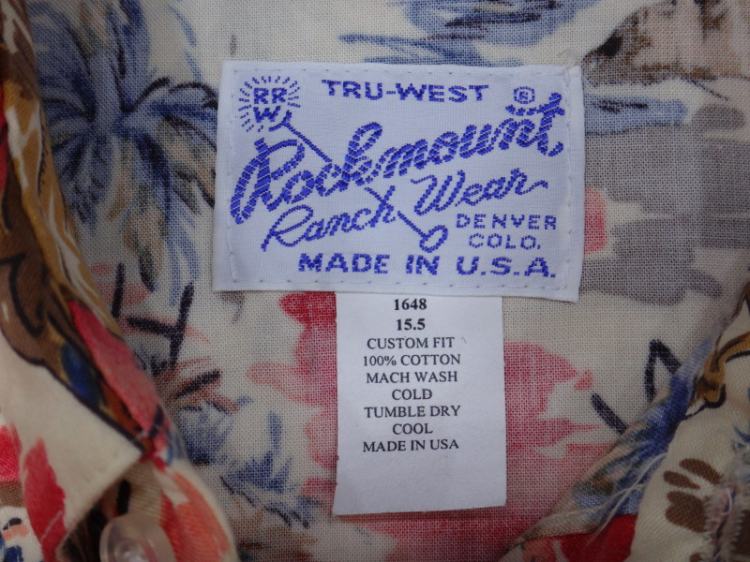 RR
W
TRU-WEST ®
Rockmount
Ranch Wear
DENVER
COLO.
MADE IN U.S.A.
1648
15.5
CUSTOM FIT
100% COTTON
MACH WASH
COLD
TUMBLE DRY
COOL
MADE IN USA